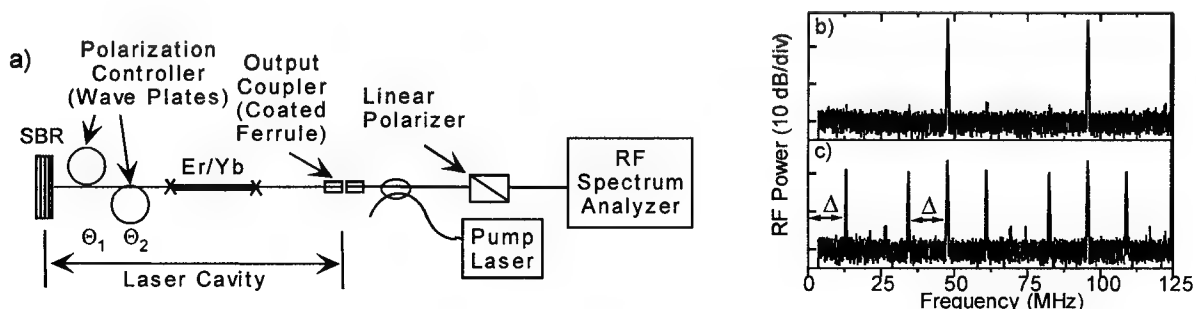 a)
Polarization
Controller
(Wave Plates)
SBR
Er/Yb
Output
Coupler
(Coated
Ferrule)
Linear
Polarizer
RF
Spectrum
Analyzer
Pump
Laser
Θ1 Θ2
Laser Cavity
b)
c)
Δ Δ
RF Power (10 dB/div)
0 25 50 75 100 125
Frequency (MHz)